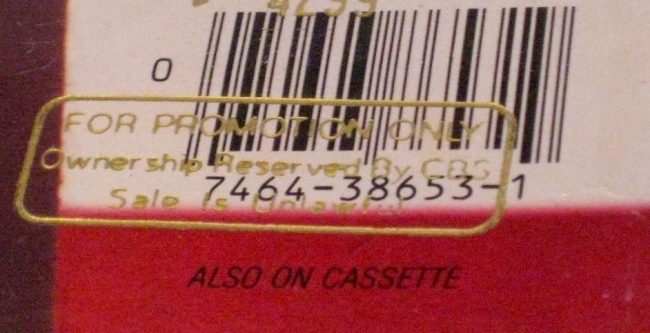 0
FOR PROMOTION ONLY
Ownership Reserved By CBS
7464-38653-1
Sale Is Unlawful
ALSO ON CASSETTE